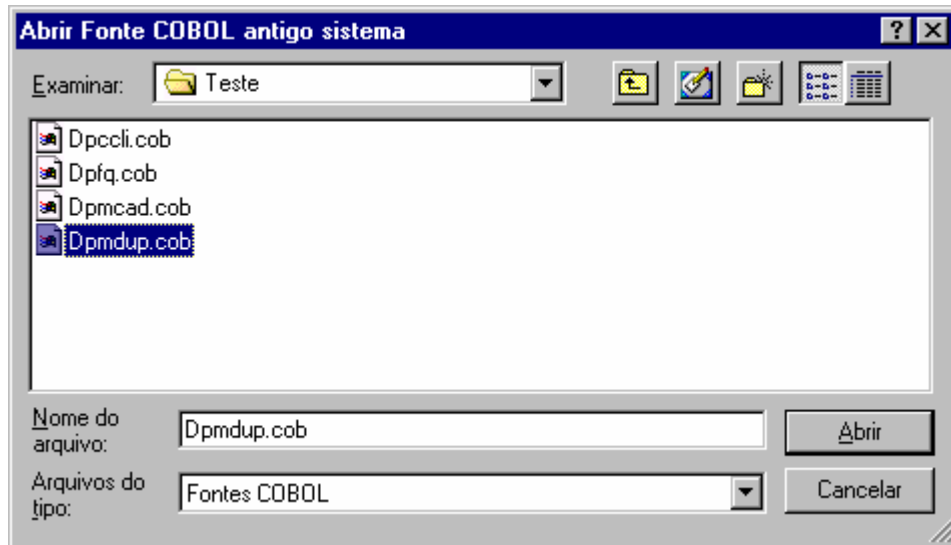 Abrir Fonte COBOL antigo sistema
Examinar:
Teste
Dpccli.cob
Dpfq.cob
Dpmcad.cob
Dpmdup.cob
Nome do
arquivo:
Dpmdup.cob
Abrir
Arquivos do
tipo:
Fontes COBOL
Cancelar